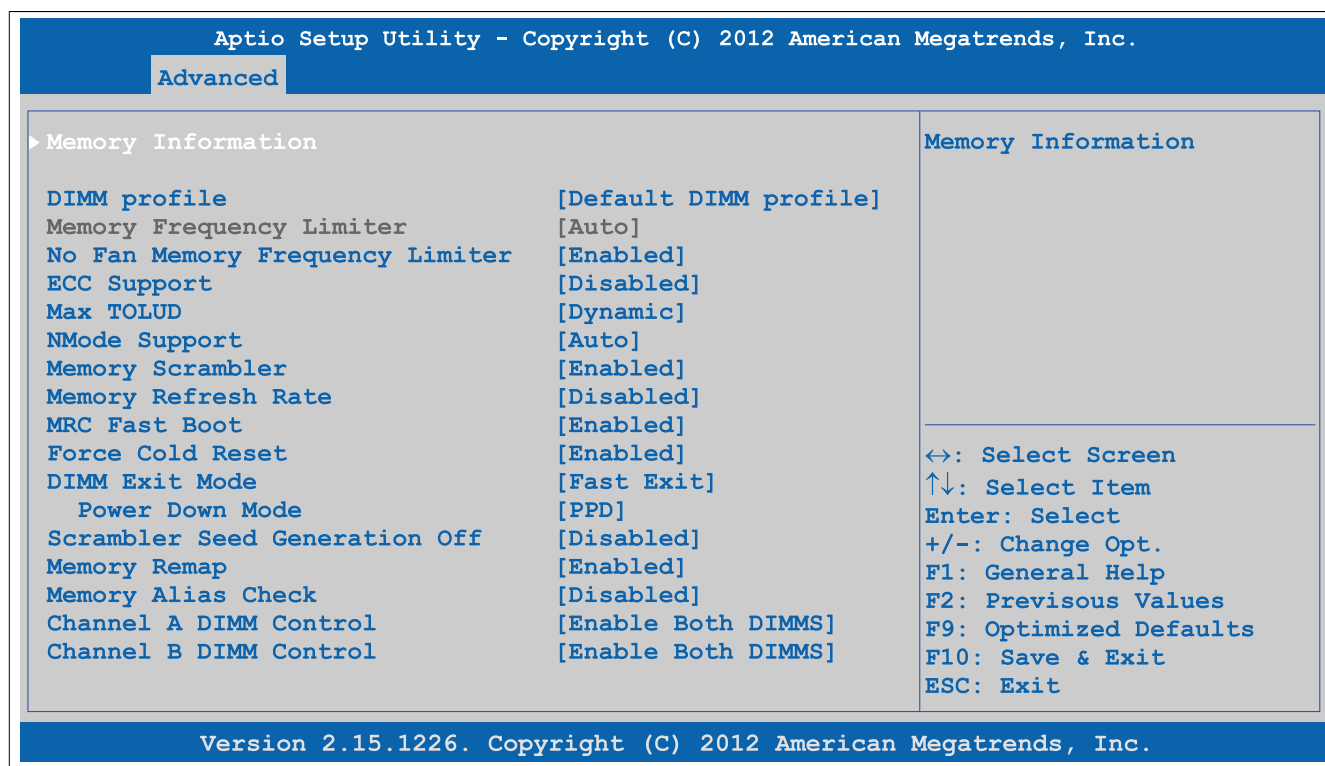 Aptio Setup Utility - Copyright (C) 2012 American Megatrends, Inc.
Advanced
Memory Information
DIMM profile [Default DIMM profile]
Memory Frequency Limiter [Auto]
No Fan Memory Frequency Limiter [Enabled]
ECC Support [Disabled]
Max TOLUD [Dynamic]
NMode Support [Auto]
Memory Scrambler [Enabled]
Memory Refresh Rate [Disabled]
MRC Fast Boot [Enabled]
Force Cold Reset [Enabled]
DIMM Exit Mode [Fast Exit]
Power Down Mode [PPD]
Scrambler Seed Generation Off [Disabled]
Memory Remap [Enabled]
Memory Alias Check [Disabled]
Channel A DIMM Control [Enable Both DIMMS]
Channel B DIMM Control [Enable Both DIMMS]
Memory Information
↔: Select Screen
↑↓: Select Item
Enter: Select
+/-: Change Opt.
F1: General Help
F2: Previsous Values
F9: Optimized Defaults
F10: Save & Exit
ESC: Exit
Version 2.15.1226. Copyright (C) 2012 American Megatrends, Inc.